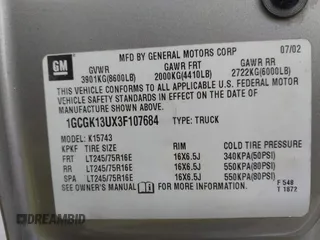 GM
MFD BY GENERAL MOTORS CORP 07/02
GVWR GAWR FRT GAWR RR
3901KG(8600LB) 2000KG(4410LB) 2722KG(6000LB)
THIS VEHICLE CONFORMS TO ALL APPLICABLE U.S. FEDERAL MOTOR
VEHICLE SAFETY STANDARDS IN EFFECT ON THE DATE OF
MANUFACTURE SHOWN ABOVE.
1GCGK13UX3F107684 TYPE: TRUCK
MODEL: K15743
KPKF TIRE SIZE RIM COLD TIRE PRESSURE
FRT LT245/75R16E 16X6.5J 340KPA(50PSI)
RR LT245/75R16E 16X6.5J 550KPA(80PSI)
SPA LT245/75R16E 16X6.5J 550KPA(80PSI)
SEE OWNER'S MANUAL FOR ADDITIONAL INFORMATION.
F 548
T 1872
DREAMBID